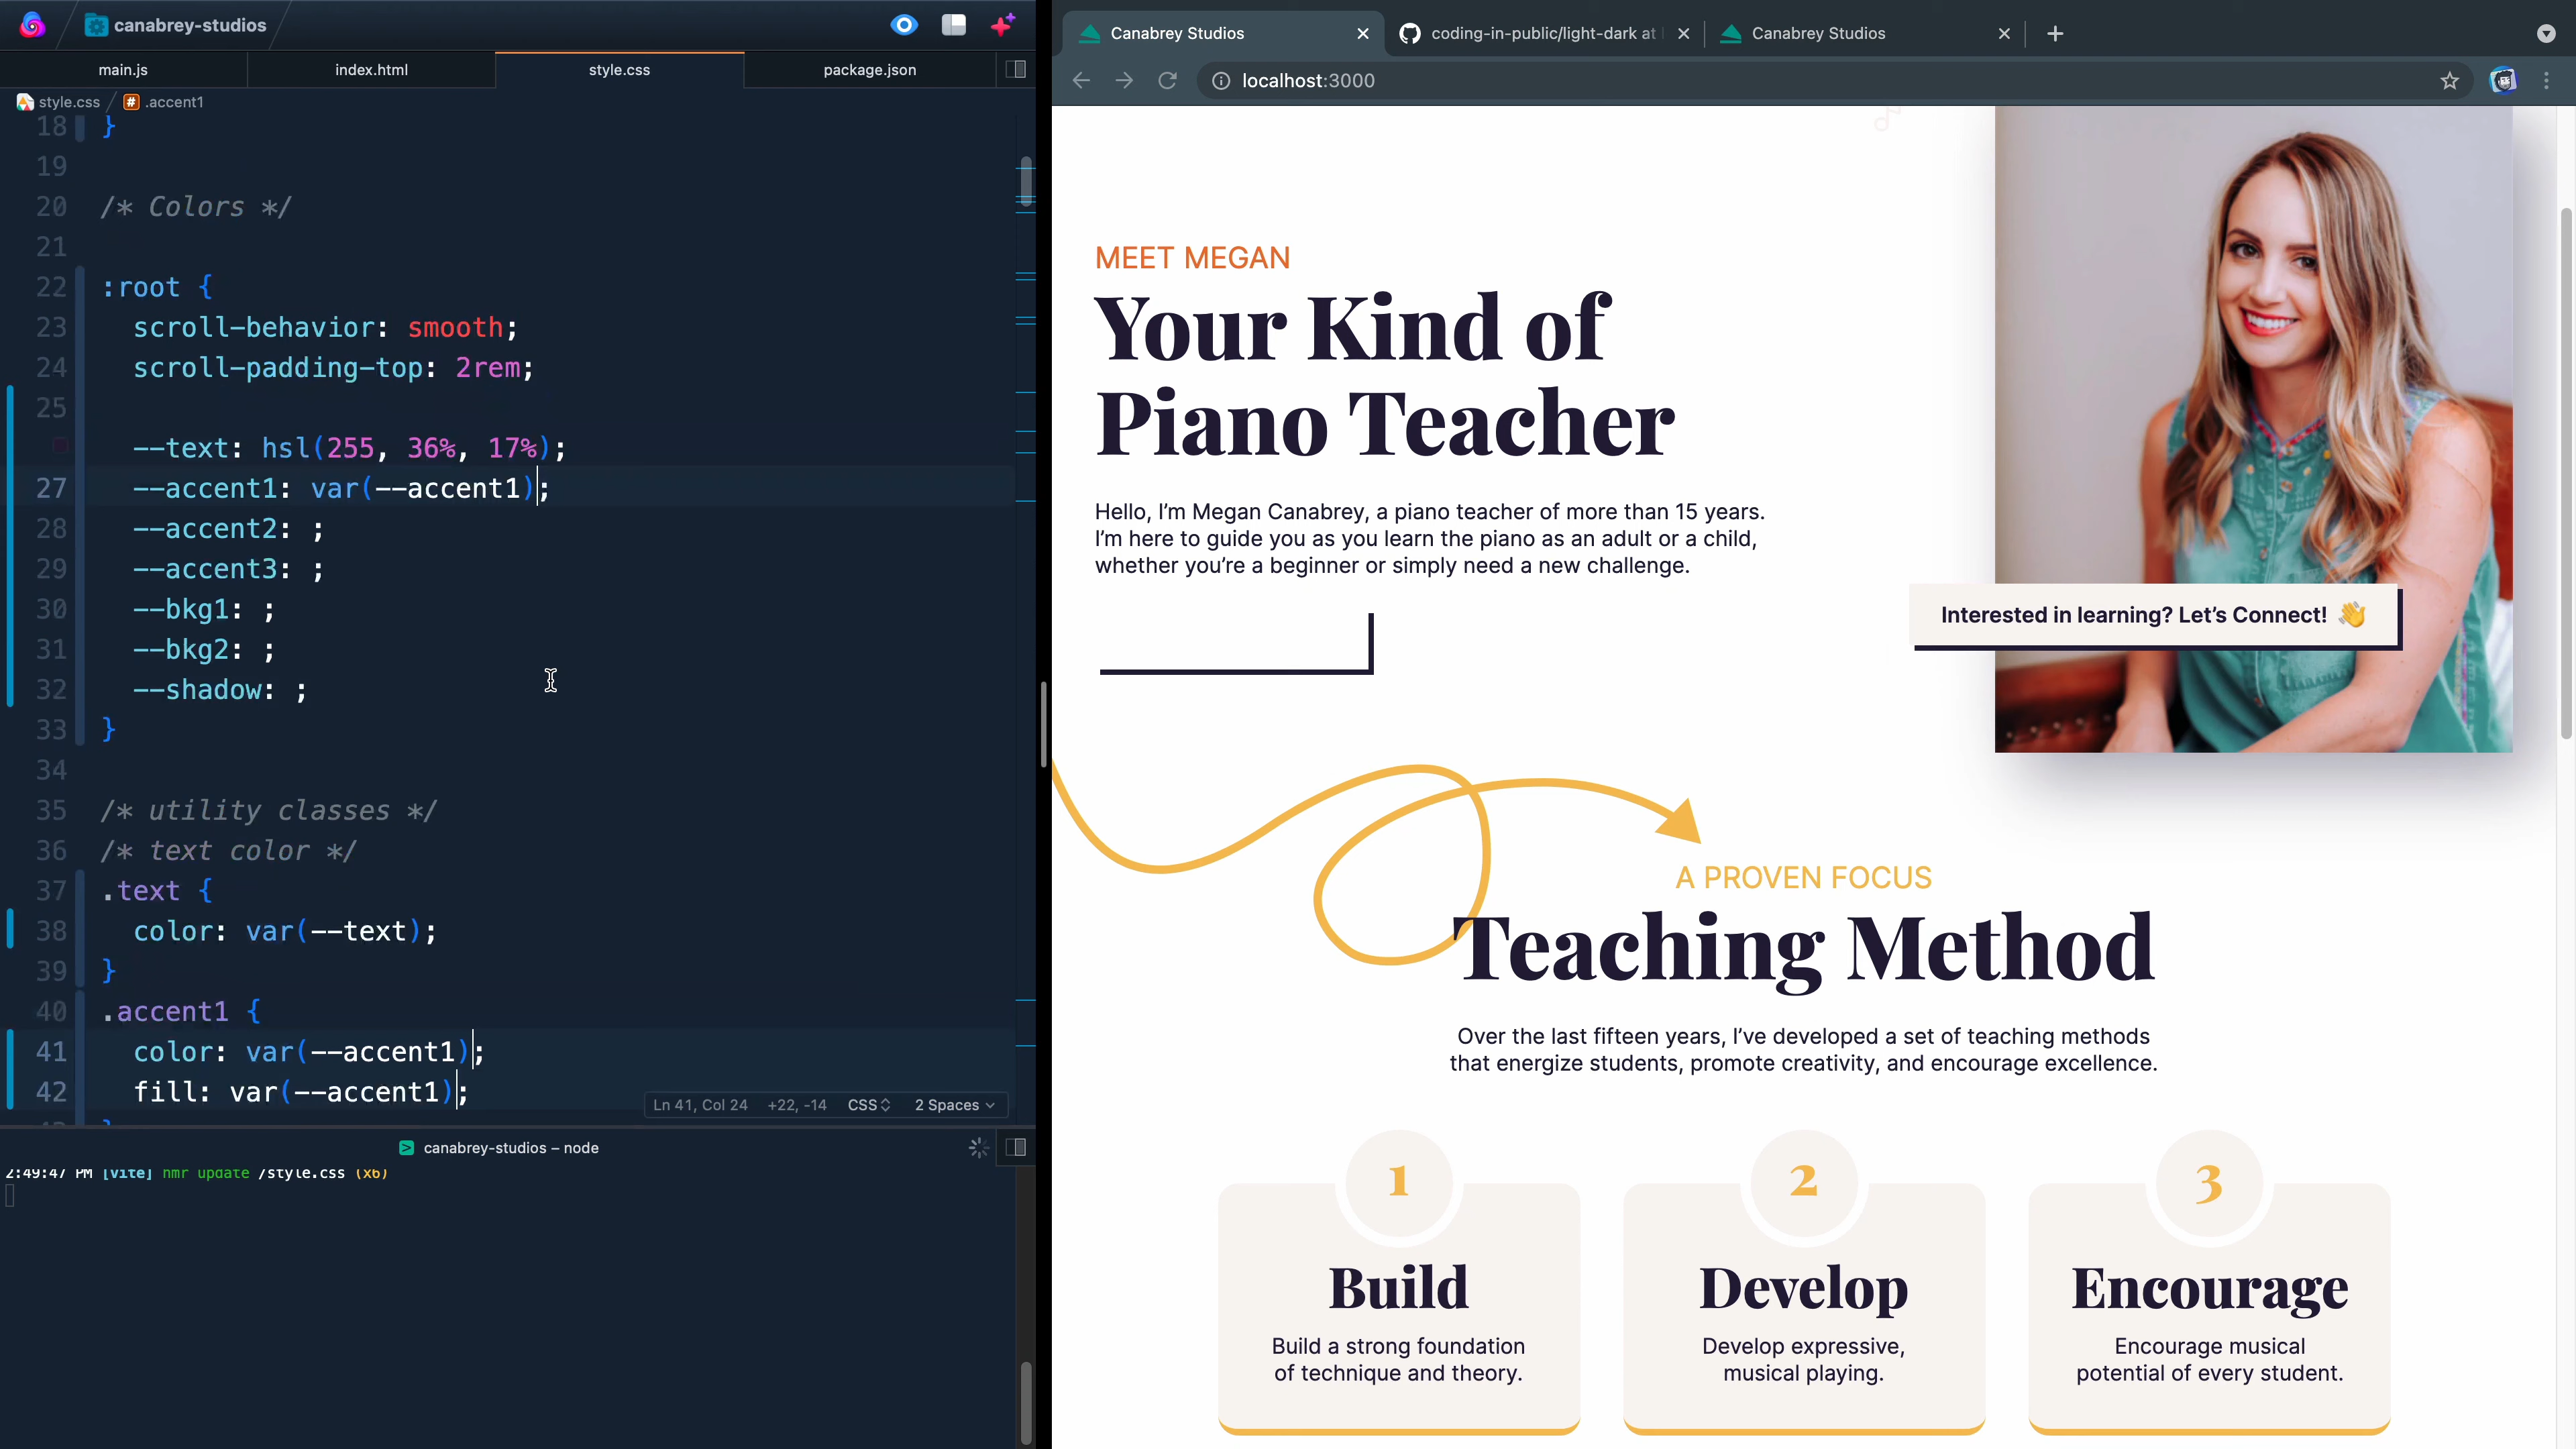 canabrey-studios
main.js
index.html
style.css
package.json
style.css / # .accent1
18 }
19
20 /* Colors */
21
22 :root {
23 scroll-behavior: smooth;
24 scroll-padding-top: 2rem;
25
--text: hsl(255, 36%, 17%);
27 --accent1: var(--accent1);
28 --accent2: ;
29 --accent3: ;
30 --bkg1: ;
31 --bkg2: ;
32 --shadow: ;
33 }
34
35 /* utility classes */
36 /* text color */
37 .text {
38 color: var(--text);
39 }
40 .accent1 {
41 color: var(--accent1);
42 fill: var(--accent1);
Ln 41, Col 24 +22, -14 CSS 2 Spaces
canabrey-studios – node
2:49:47 PM [vite] hmr update /style.css (x6)
Canabrey Studios
coding-in-public/light-dark at
Canabrey Studios
localhost:3000
MEET MEGAN
Your Kind of
Piano Teacher
Hello, I’m Megan Canabrey, a piano teacher of more than 15 years.
I’m here to guide you as you learn the piano as an adult or a child,
whether you’re a beginner or simply need a new challenge.
Interested in learning? Let’s Connect! 👋
A PROVEN FOCUS
Teaching Method
Over the last fifteen years, I’ve developed a set of teaching methods
that energize students, promote creativity, and encourage excellence.
1
Build
Build a strong foundation
of technique and theory.
2
Develop
Develop expressive,
musical playing.
3
Encourage
Encourage musical
potential of every student.